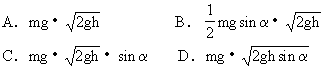 A. mg • √2gh B. 1/2 mg sin α • √2gh
C. mg • √2gh • sin α D. mg • √2gh sin α